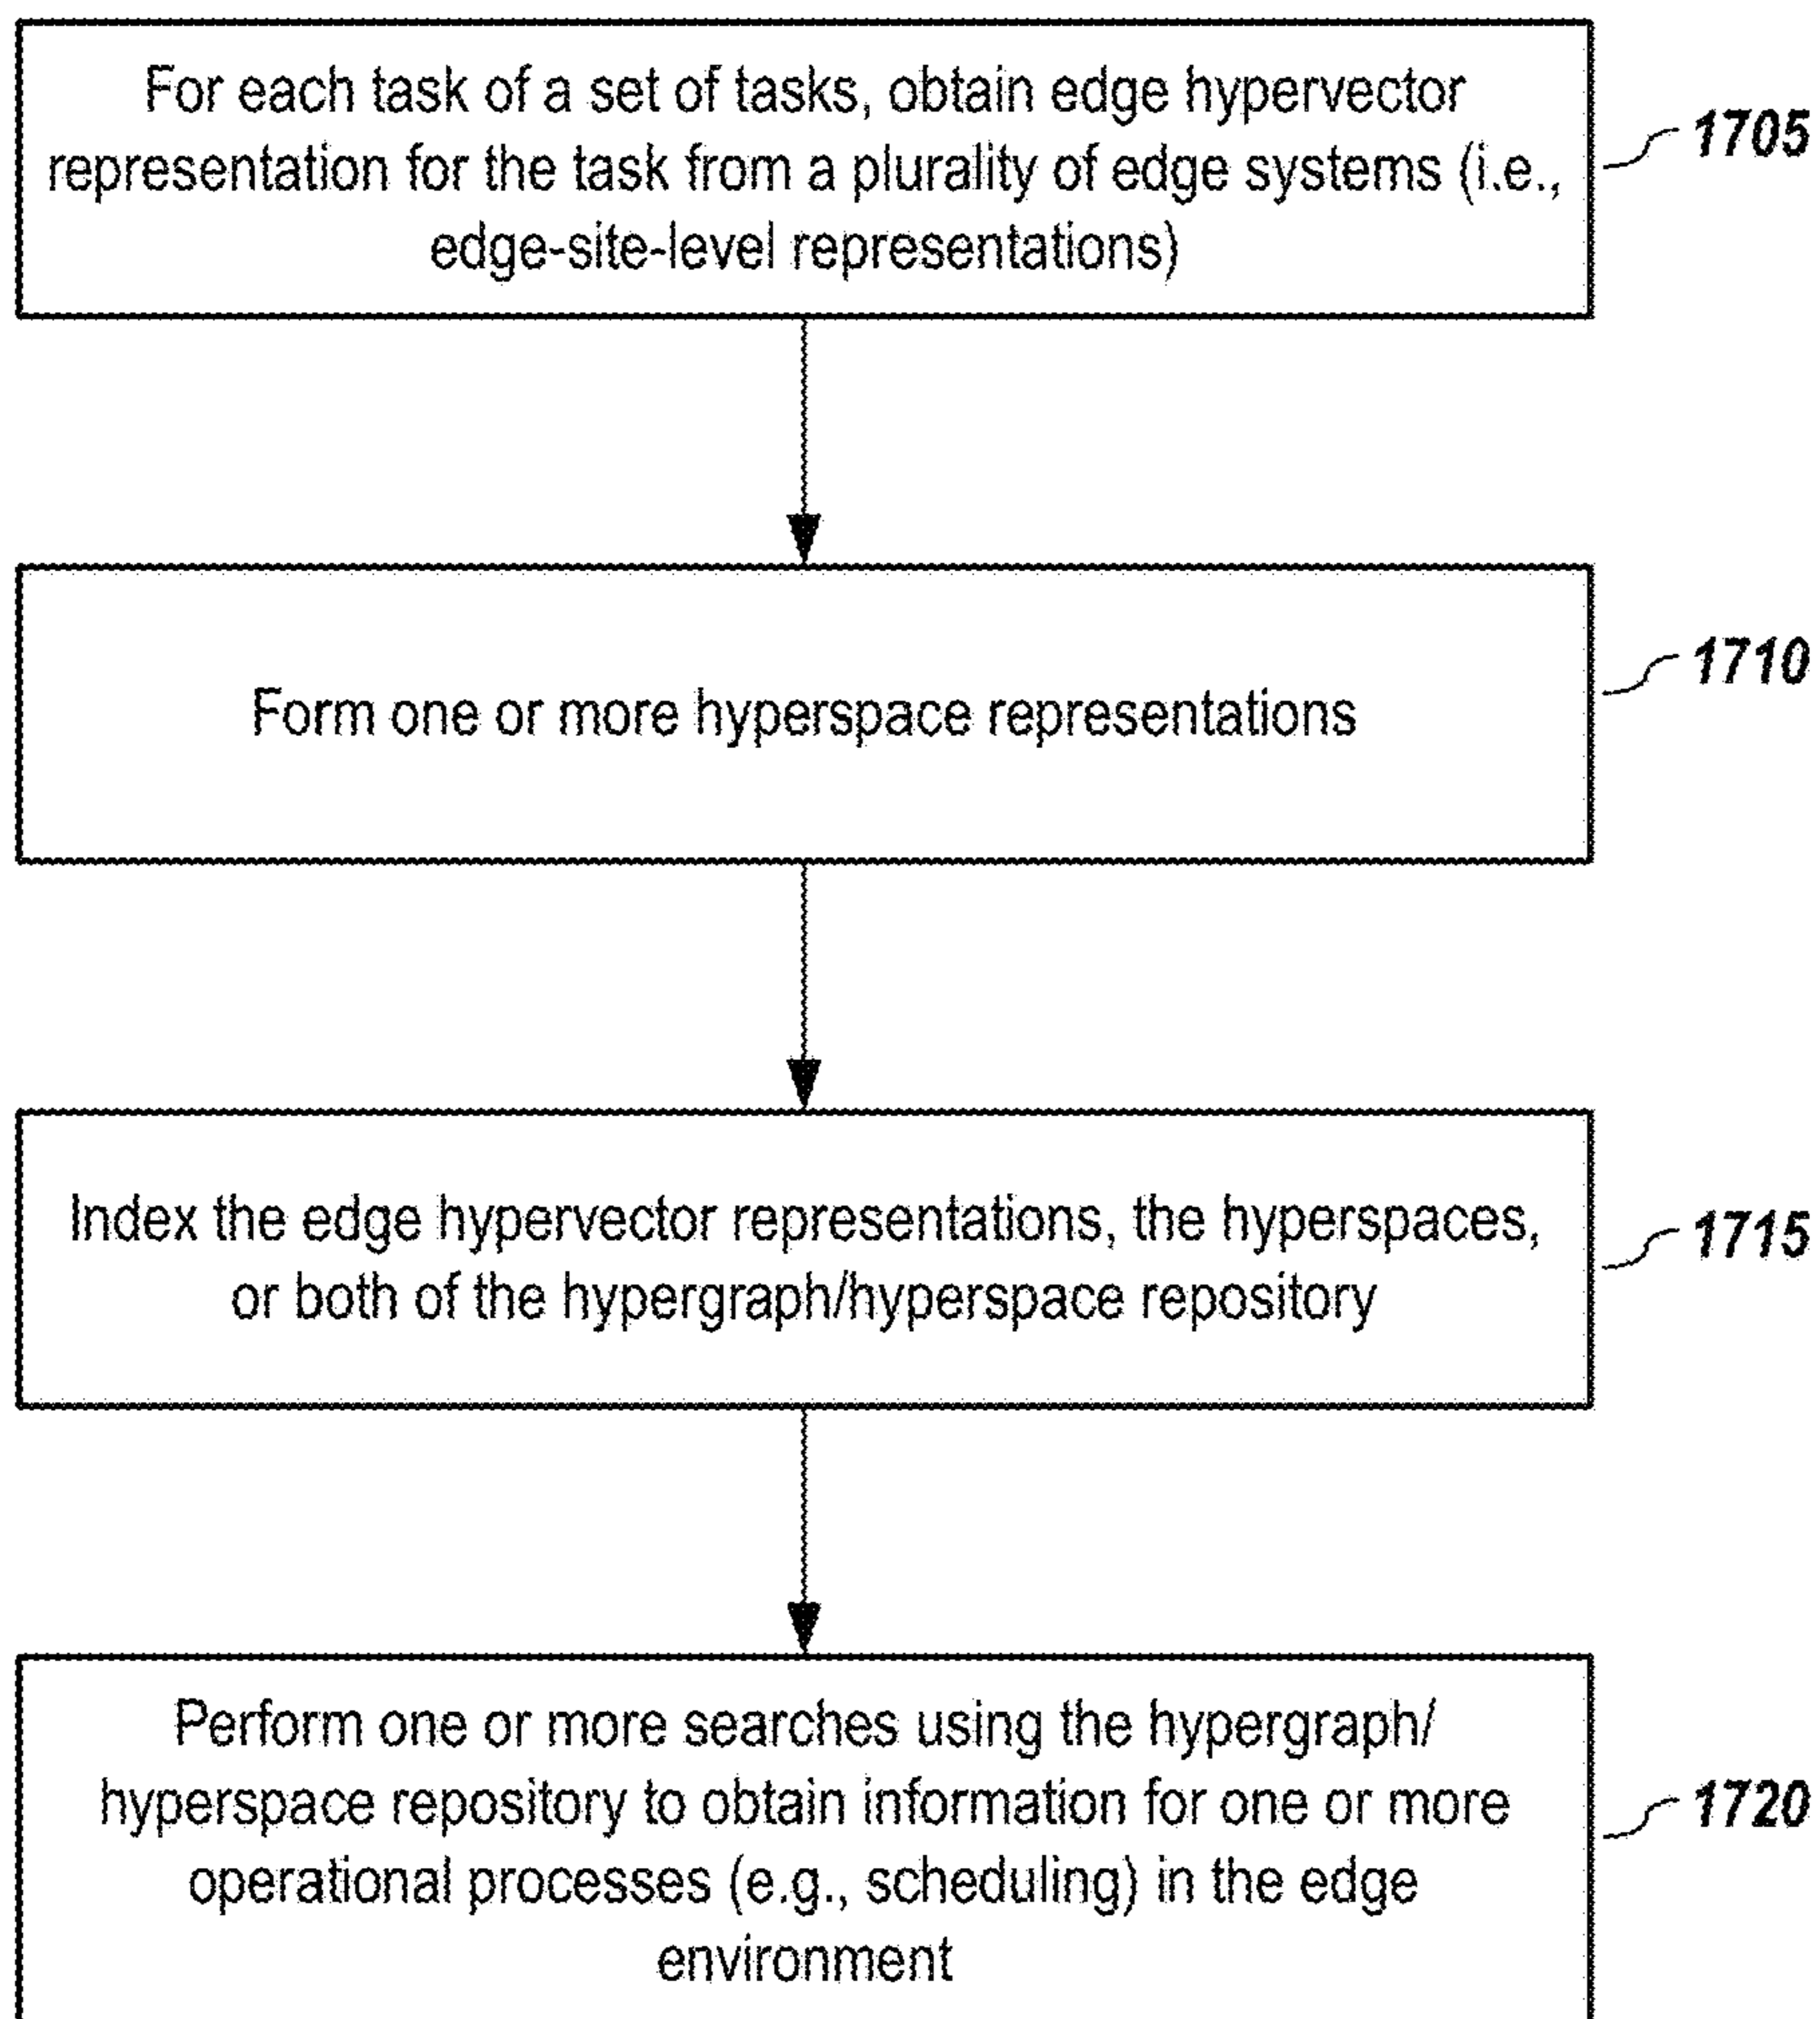 For each task of a set of tasks, obtain edge hypervector
representation for the task from a plurality of edge systems (i.e.,
edge-site-level representations)
1705
Form one or more hyperspace representations
1710
Index the edge hypervector representations, the hyperspaces,
or both of the hypergraph/hyperspace repository
1715
Perform one or more searches using the hypergraph/
hyperspace repository to obtain information for one or more
operational processes (e.g., scheduling) in the edge
environment
1720